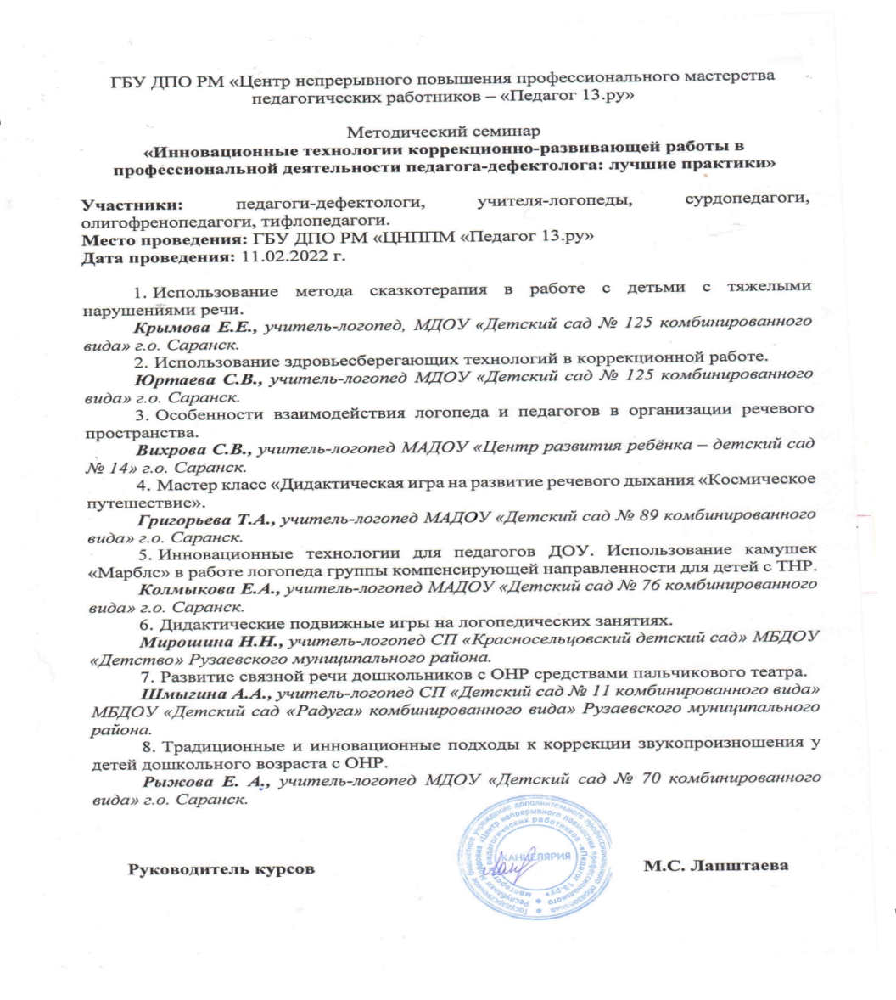 ГБУ ДПО РМ «Центр непрерывного повышения профессионального мастерства
педагогических работников – «Педагог 13.ру»
Методический семинар
«Инновационные технологии коррекционно-развивающей работы в
профессиональной деятельности педагога-дефектолога: лучшие практики»
Участники: педагоги-дефектологи, учителя-логопеды, сурдопедагоги,
олигофренопедагоги, тифлопедагоги.
Место проведения: ГБУ ДПО РМ «ЦНППМ «Педагог 13.ру»
Дата проведения: 11.02.2022 г.
1. Использование метода сказкотерапия в работе с детьми с тяжелыми
нарушениями речи.
Крымова Е.Е., учитель-логопед, МДОУ «Детский сад № 125 комбинированного
вида» г.о. Саранск.
2. Использование здровьесберегающих технологий в коррекционной работе.
Юртаева С.В., учитель-логопед МДОУ «Детский сад № 125 комбинированного
вида» г.о. Саранск.
3. Особенности взаимодействия логопеда и педагогов в организации речевого
пространства.
Вихрова С.В., учитель-логопед МАДОУ «Центр развития ребёнка – детский сад
№ 14» г.о. Саранск.
4. Мастер класс «Дидактическая игра на развитие речевого дыхания «Космическое
путешествие».
Григорьева Т.А., учитель-логопед МАДОУ «Детский сад № 89 комбинированного
вида» г.о. Саранск.
5. Инновационные технологии для педагогов ДОУ. Использование камушек
«Марблс» в работе логопеда группы компенсирующей направленности для детей с ТНР.
Колмыкова Е.А., учитель-логопед МАДОУ «Детский сад № 76 комбинированного
вида» г.о. Саранск.
6. Дидактические подвижные игры на логопедических занятиях.
Мирошина Н.Н., учитель-логопед СП «Красносельцовский детский сад» МБДОУ
«Детство» Рузаевского муниципального района.
7. Развитие связной речи дошкольников с ОНР средствами пальчикового театра.
Шмыгина А.А., учитель-логопед СП «Детский сад № 11 комбинированного вида»
МБДОУ «Детский сад «Радуга» комбинированного вида» Рузаевского муниципального
района.
8. Традиционные и инновационные подходы к коррекции звукопроизношения у
детей дошкольного возраста с ОНР.
Рыжова Е. А., учитель-логопед МДОУ «Детский сад № 70 комбинированного
вида» г.о. Саранск.
Государственное бюджетное учреждение дополнительного профессионального образования
Республики Мордовия «Центр непрерывного повышения профессионального
мастерства педагогических работников - «Педагог 13.ру»
КАНЦЕЛЯРИЯ
Руководитель курсов
М.С. Лапштаева